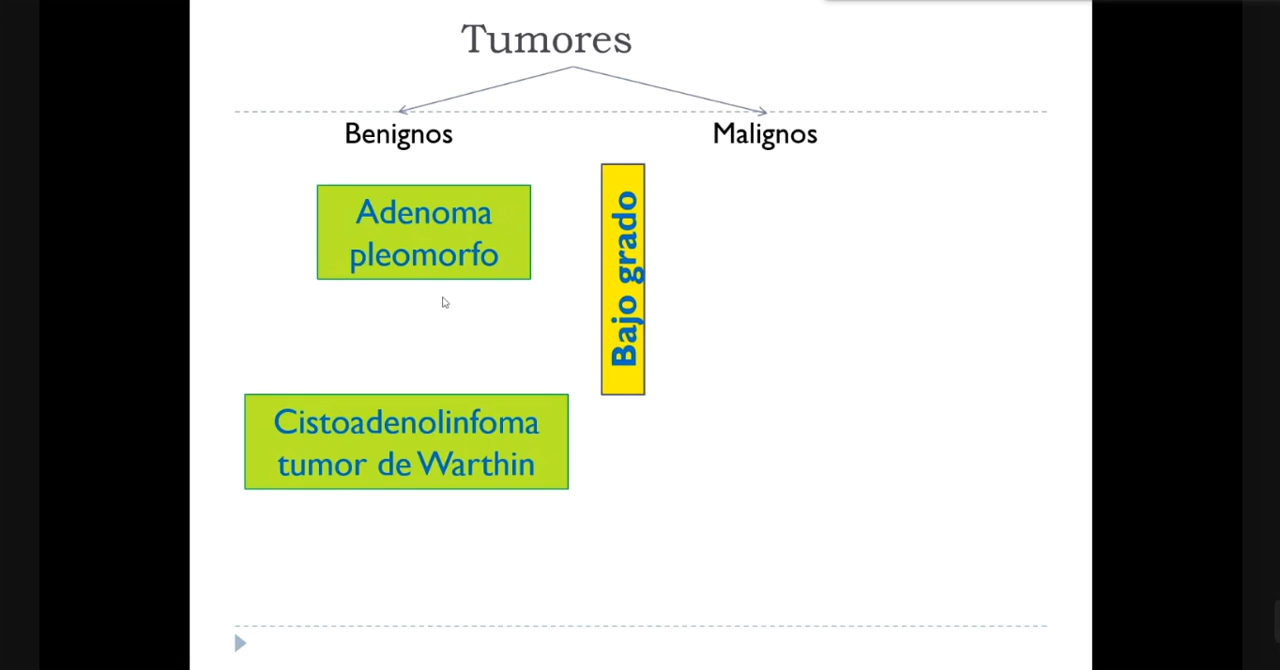 Tumores
Benignos
Malignos
Adenoma
pleomorfo
Bajo grado
Cistoadenolinfoma
tumor de Warthin